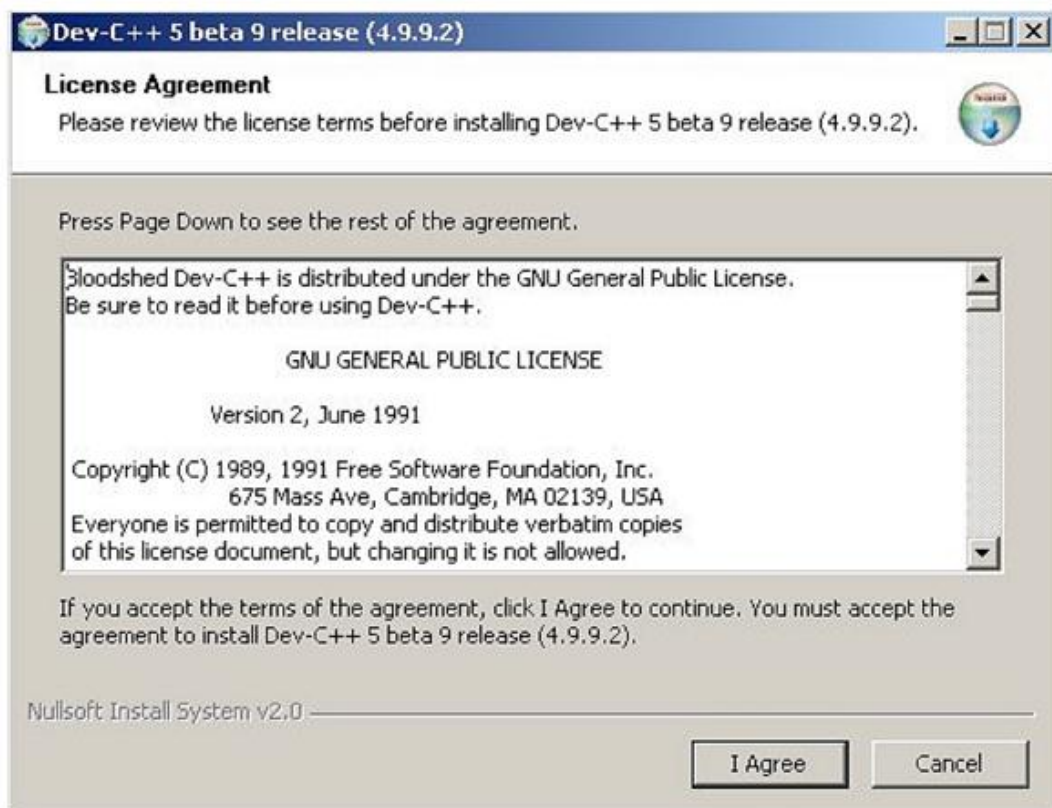 Dev-C++ 5 beta 9 release (4.9.9.2)
License Agreement
Please review the license terms before installing Dev-C++ 5 beta 9 release (4.9.9.2).
Press Page Down to see the rest of the agreement.
Bloodshed Dev-C++ is distributed under the GNU General Public License.
Be sure to read it before using Dev-C++.
GNU GENERAL PUBLIC LICENSE
Version 2, June 1991
Copyright (C) 1989, 1991 Free Software Foundation, Inc.
675 Mass Ave, Cambridge, MA 02139, USA
Everyone is permitted to copy and distribute verbatim copies
of this license document, but changing it is not allowed.
If you accept the terms of the agreement, click I Agree to continue. You must accept the
agreement to install Dev-C++ 5 beta 9 release (4.9.9.2).
Nullsoft Install System v2.0
I Agree
Cancel